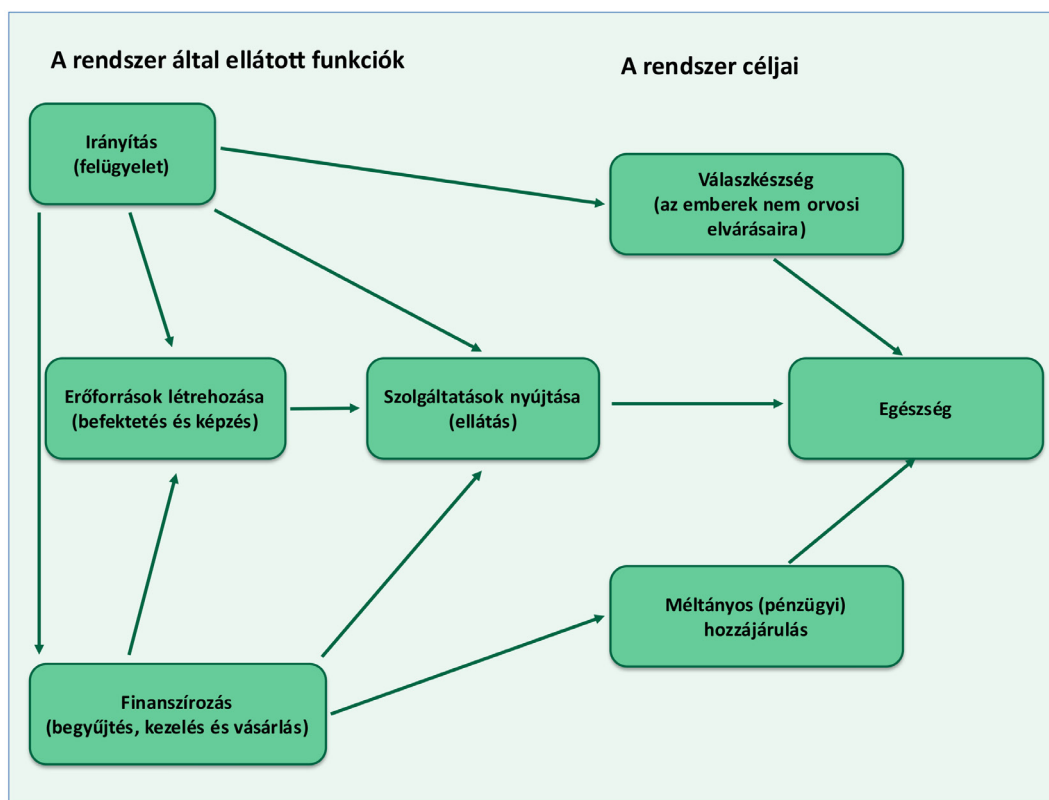 A rendszer által ellátott funkciók
A rendszer céljai
Irányítás
(felügyelet)
Válaszkészség
(az emberek nem orvosi
elvárásaira)
Erőforrások létrehozása
(befektetés és képzés)
Szolgáltatások nyújtása
(ellátás)
Egészség
Méltányos (pénzügyi)
hozzájárulás
Finanszírozás
(begyűjtés, kezelés és vásárlás)